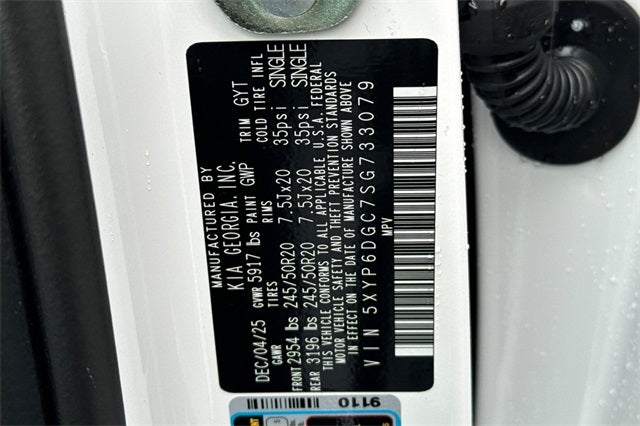 MANUFACTURED BY
KIA GEORGIA, INC.
DEC/04/25 GVWR 5917 lbs PAINT GWP TRIM GYT
GAWR TIRES RIMS COLD TIRE INFL
FRONT 2954 lbs 245/50R20 7.5Jx20 35psi SINGLE
REAR 3196 lbs 245/50R20 7.5Jx20 35psi SINGLE
THIS VEHICLE CONFORMS TO ALL APPLICABLE U.S.A. FEDERAL
MOTOR VEHICLE SAFETY AND THEFT PREVENTION STANDARDS
IN EFFECT ON THE DATE OF MANUFACTURE SHOWN ABOVE
VIN 5XYP6DGC7SG733079
MPV
9110